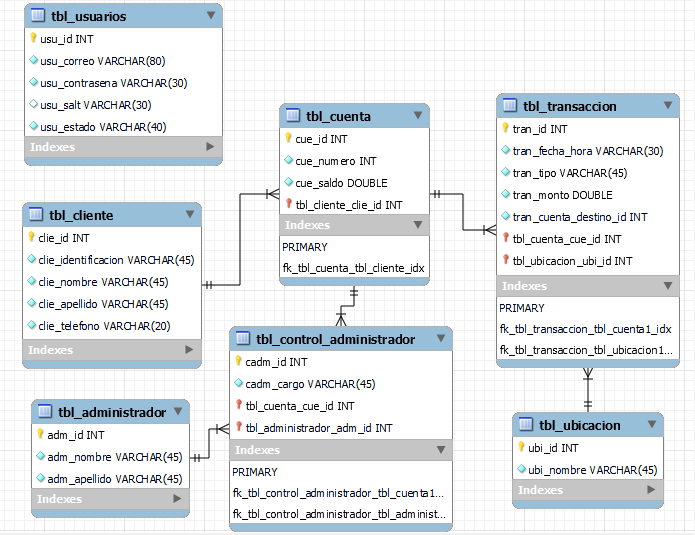 tbl_usuarios
usu_id INT
usu_correo VARCHAR(80)
usu_contrasena VARCHAR(30)
usu_salt VARCHAR(30)
usu_estado VARCHAR(40)
Indexes
tbl_cliente
clie_id INT
clie_identificacion VARCHAR(45)
clie_nombre VARCHAR(45)
clie_apellido VARCHAR(45)
clie_telefono VARCHAR(20)
Indexes
tbl_administrador
adm_id INT
adm_nombre VARCHAR(45)
adm_apellido VARCHAR(45)
Indexes
tbl_cuenta
cue_id INT
cue_numero INT
cue_saldo DOUBLE
tbl_cliente_clie_id INT
Indexes
PRIMARY
fk_tbl_cuenta_tbl_cliente_idx
tbl_control_administrador
cadm_id INT
cadm_cargo VARCHAR(45)
tbl_cuenta_cue_id INT
tbl_administrador_adm_id INT
Indexes
PRIMARY
fk_tbl_control_administrador_tbl_cuenta1...
fk_tbl_control_administrador_tbl_administ...
tbl_transaccion
tran_id INT
tran_fecha_hora VARCHAR(30)
tran_tipo VARCHAR(45)
tran_monto DOUBLE
tran_cuenta_destino_id INT
tbl_cuenta_cue_id INT
tbl_ubicacion_ubi_id INT
Indexes
PRIMARY
fk_tbl_transaccion_tbl_cuenta1_idx
fk_tbl_transaccion_tbl_ubicacion1...
tbl_ubicacion
ubi_id INT
ubi_nombre VARCHAR(45)
Indexes